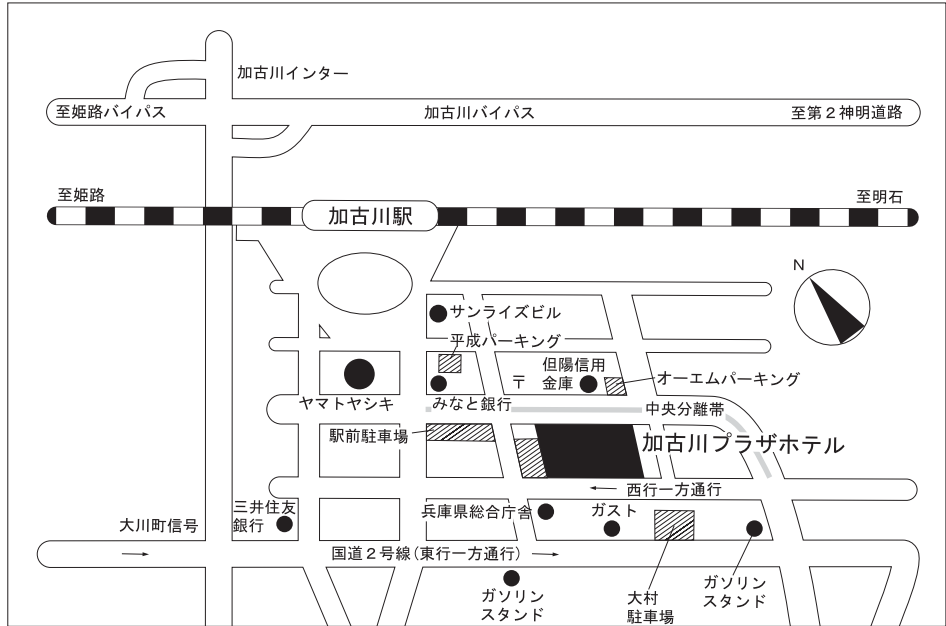 加古川インター
至姫路バイパス
加古川バイパス
至第2神明道路
至姫路
至明石
加古川駅
N
サンライズビル
平成パーキング
〒
但陽信用
金庫
オーエムパーキング
ヤマトヤシキ
みなと銀行
中央分離帯
駅前駐車場
加古川プラザホテル
西行一方通行
三井住友
銀行
兵庫県総合庁舎
ガスト
大川町信号
国道2号線(東行一方通行)
ガソリン
スタンド
大村
駐車場
ガソリン
スタンド